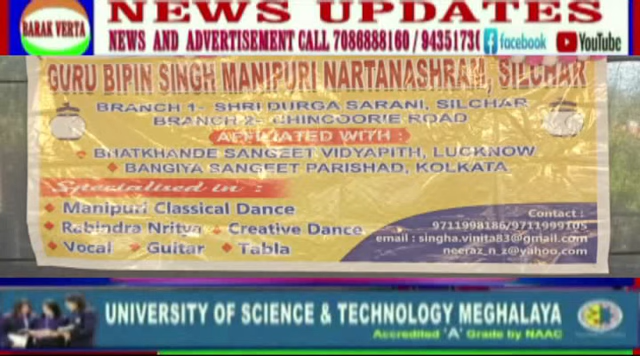 BARAK VERTA
NEWS UPDATES
NEWS AND ADVERTISEMENT CALL 7086888160 / 94351730
facebook
YouTube
GURU BIPIN SINGH MANIPURI NARTANASHRAM, SILCHAR
BRANCH 1- SHRI DURGA SARANI, SILCHAR
BRANCH 2- CHINCOORIE ROAD
AFFILIATED WITH :
BHATKHANDE SANGEET VIDYAPITH, LUCKNOW
BANGIYA SANGEET PARISHAD, KOLKATA
Specialised in :
Manipuri Classical Dance
Rabindra Nritya Creative Dance
Vocal Guitar Tabla
Contact :
9711998186/9711999105
email : singha.vinita83@gmail.com
neeraz_n_z@yahoo.com
UNIVERSITY OF SCIENCE & TECHNOLOGY MEGHALAYA
Accredited 'A' Grade by NAAC